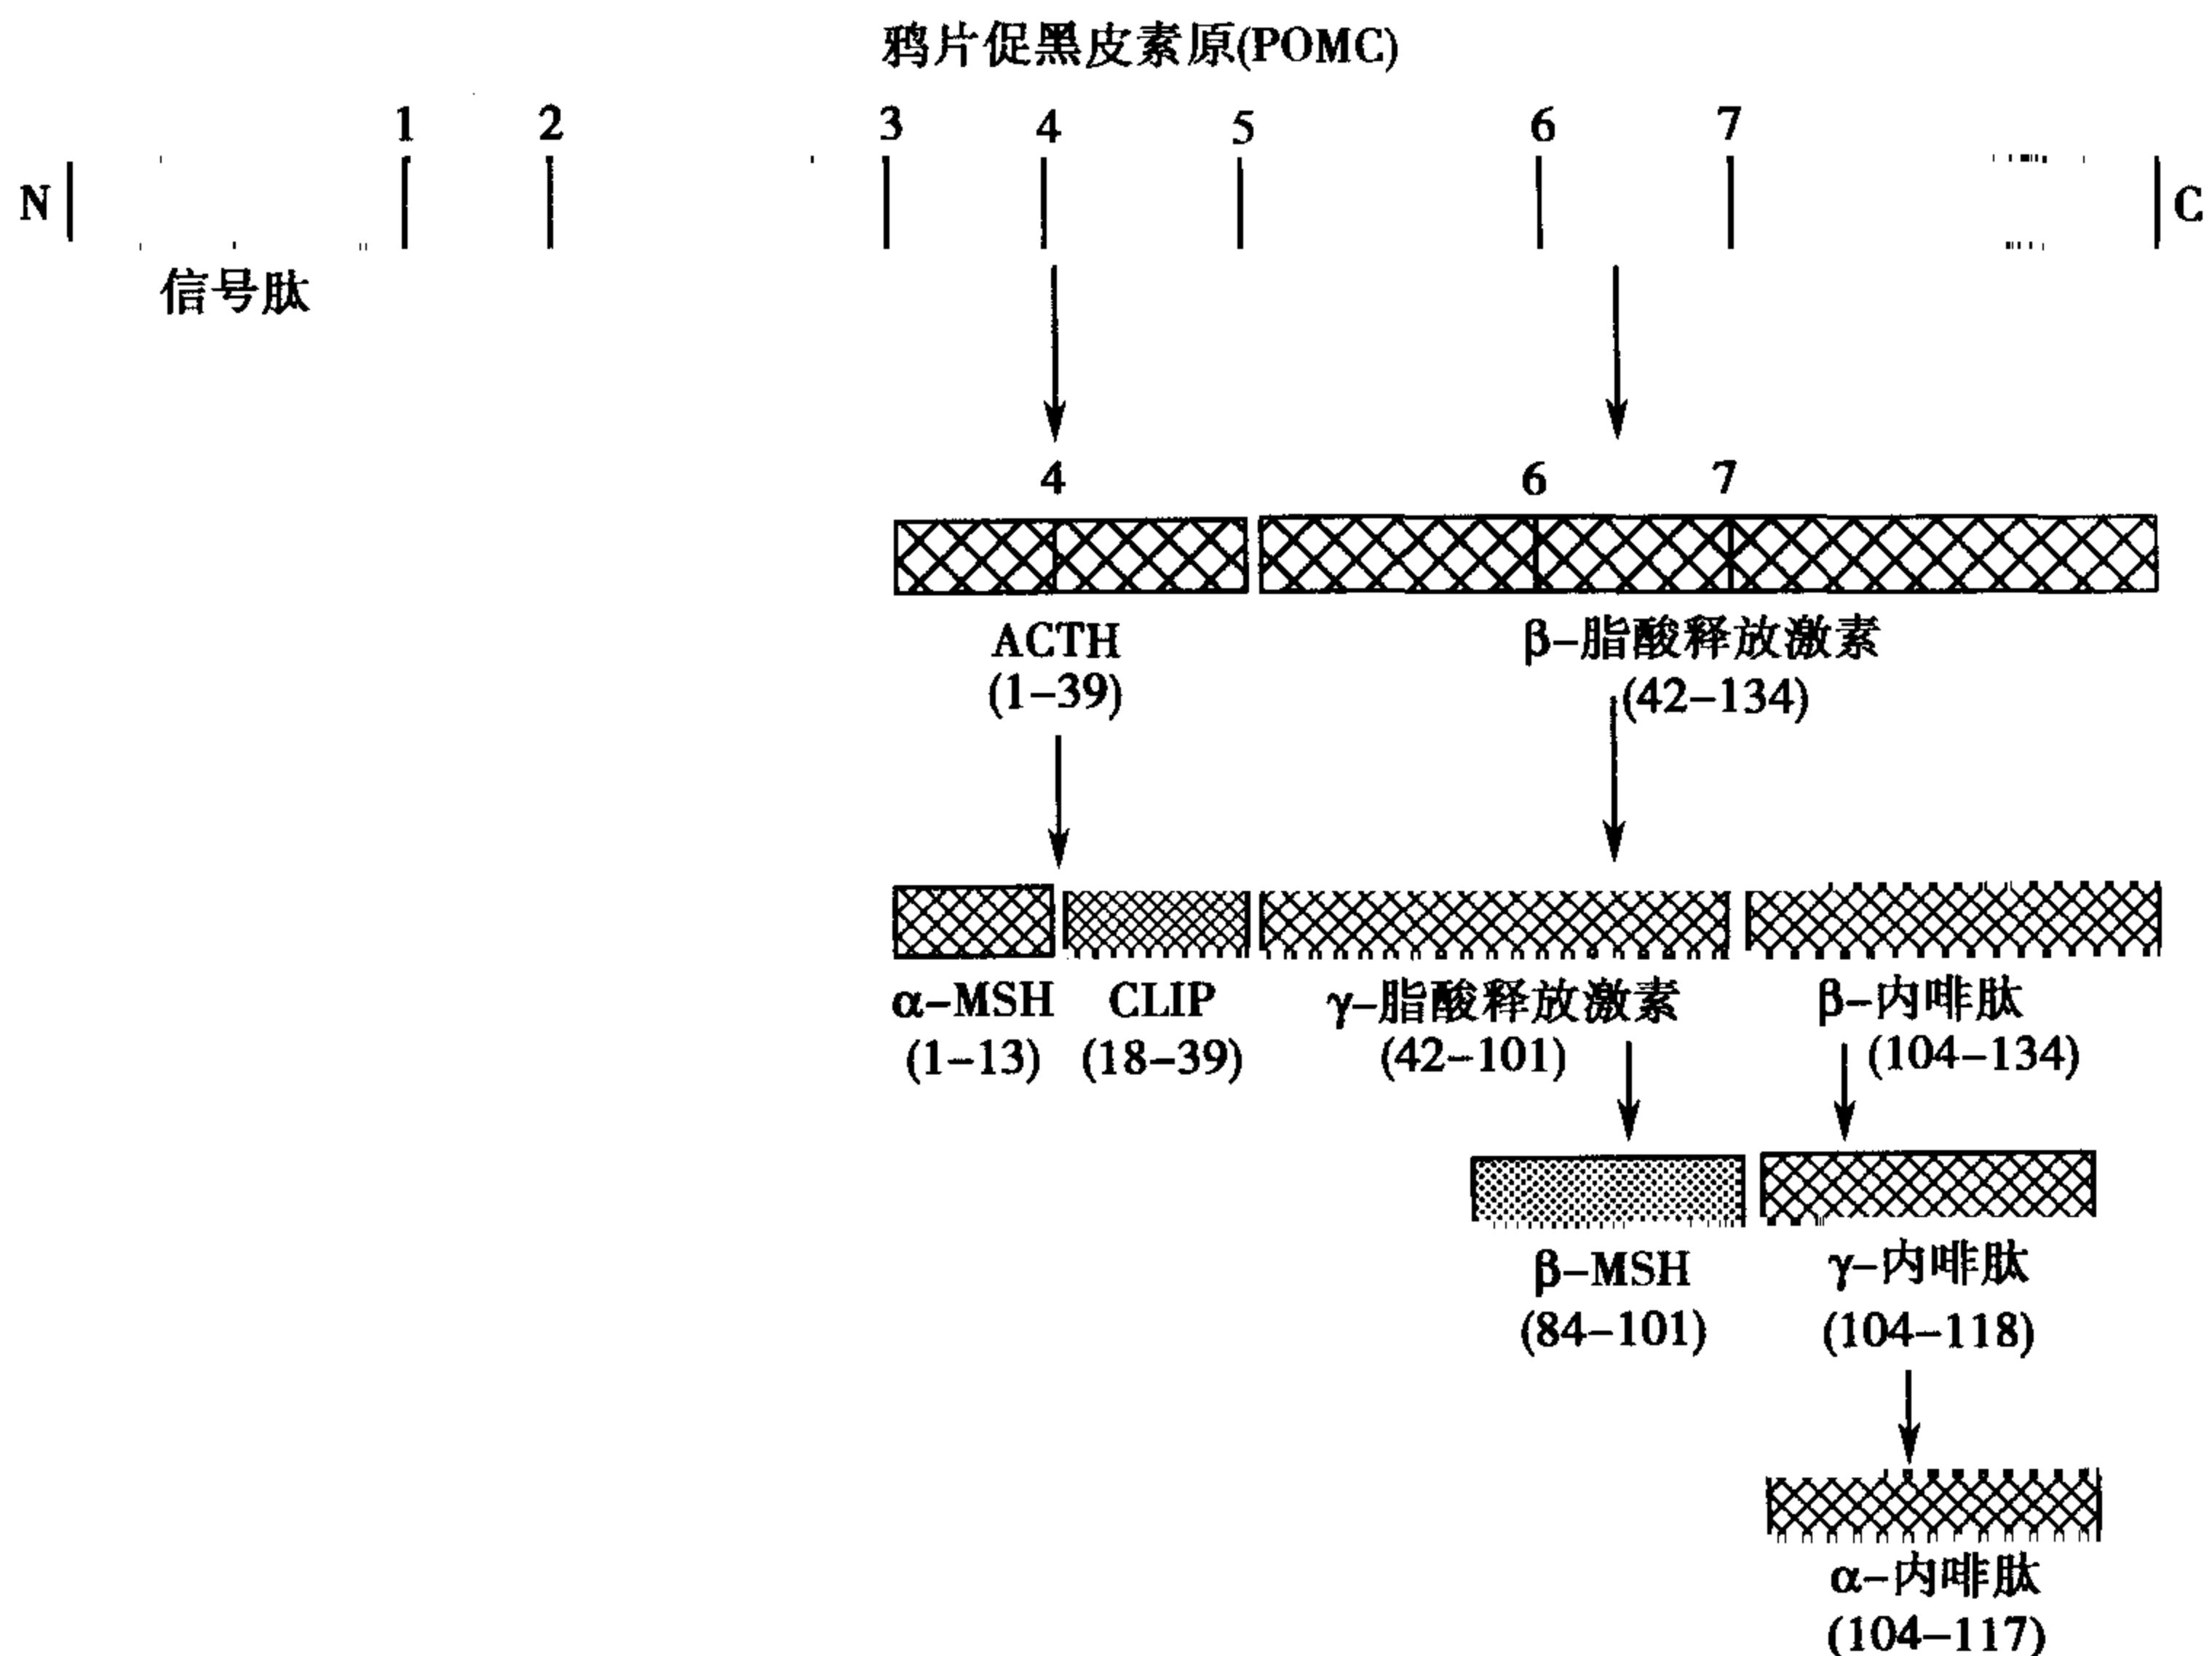 鸦片促黑皮素原(POMC)
1 2 3 4 5 6 7
N C
信号肽
4 6 7
ACTH β-脂酸释放激素
(1-39) (42-134)
α-MSH CLIP γ-脂酸释放激素 β-内啡肽
(1-13) (18-39) (42-101) (104-134)
β-MSH γ-内啡肽
(84-101) (104-118)
α-内啡肽
(104-117)